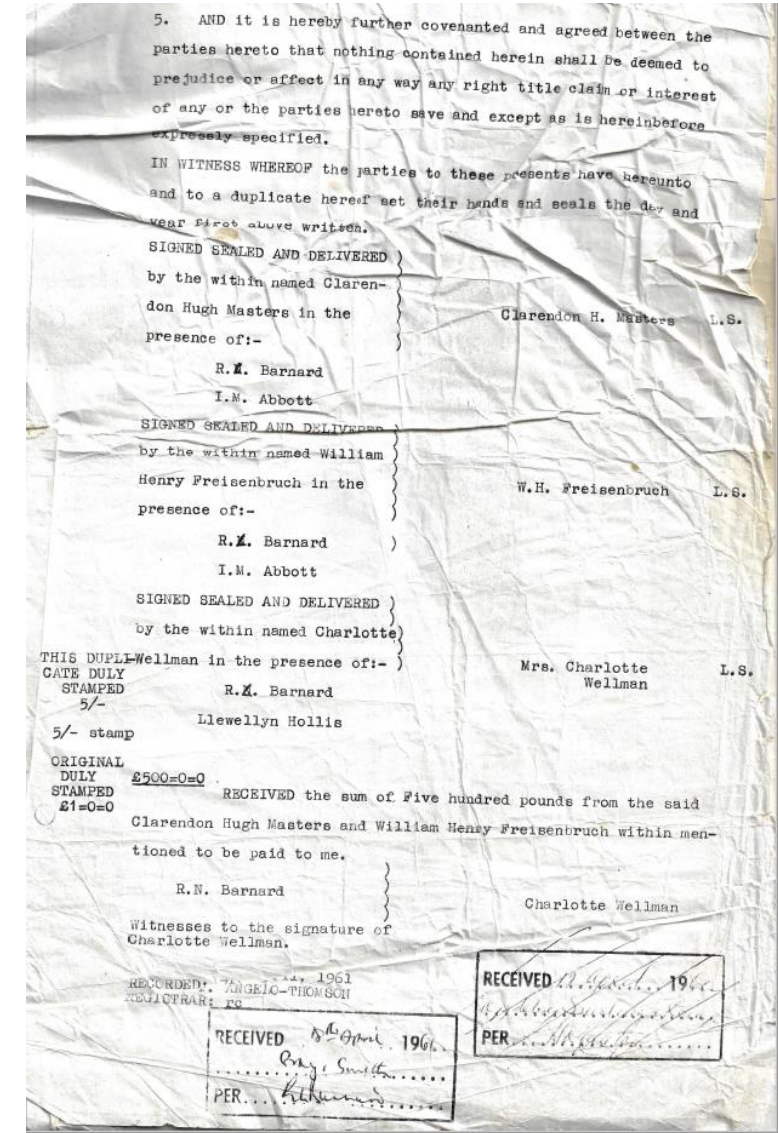 5. AND it is hereby further covenanted and agreed between the
parties hereto that nothing contained herein shall be deemed to
prejudice or affect in any way any right title claim or interest
of any or the parties hereto save and except as is hereinbefore
expressly specified.
IN WITNESS WHEREOF the parties to these presents have hereunto
and to a duplicate hereof set their hands and seals the day and
year first above written.
SIGNED SEALED AND DELIVERED )
by the within named Claren-
don Hugh Masters in the
Clarendon H. Masters L.S.
presence of:-
R.N. Barnard
I.M. Abbott
SIGNED SEALED AND DELIVERED
by the within named William
Henry Freisenbruch in the
W.H. Freisenbruch L.S.
presence of:-
R.N. Barnard )
I.M. Abbott
SIGNED SEALED AND DELIVERED )
by the within named Charlotte)
Wellman in the presence of:- )
Mrs. Charlotte L.S.
Wellman
R.N. Barnard
Llewellyn Hollis
THIS DUPLI-
CATE DULY
STAMPED
5/-
5/- stamp
ORIGINAL
DULY
STAMPED
£1=0=0
£500=0=0
RECEIVED the sum of Five hundred pounds from the said
Clarendon Hugh Masters and William Henry Freisenbruch within men-
tioned to be paid to me.
R.N. Barnard
Charlotte Wellman
Witnesses to the signature of
Charlotte Wellman.
RECORDED: 1961
ANGELO-THOMSON
REGISTRAR: rc
RECEIVED 196
PER
RECEIVED 8th April 196
Smith
PER